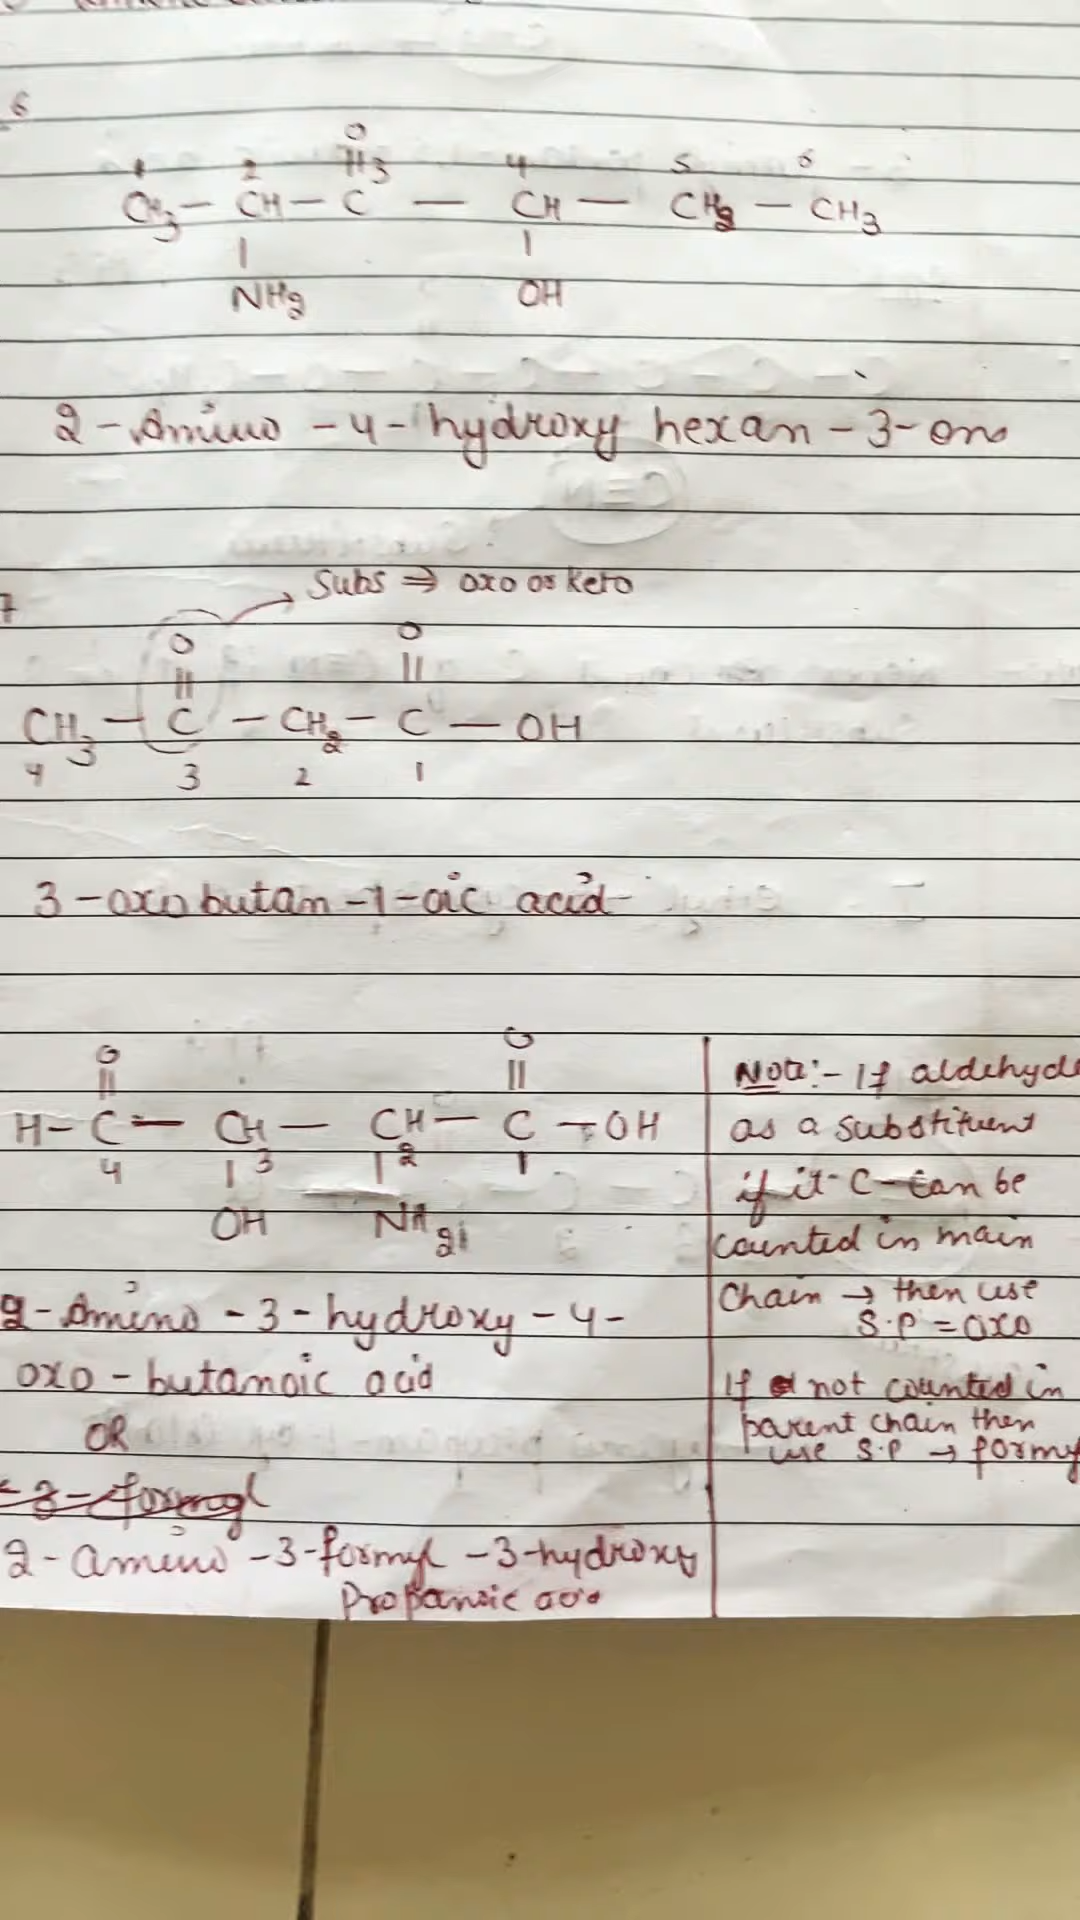 6
O
1 2 || 3 4 5 6
CH3 – CH – C – CH – CH2 – CH3
| |
NH2 OH
2 - Amino - 4 - hydroxy hexan - 3 - one
7
Subs ⇒ oxo or keto
O O
|| ||
CH3 – C – CH2 – C – OH
4 3 2 1
3 - oxo butan - 1 - oic acid
O O
|| ||
H – C – CH – CH – C – OH
4 | 3 | 2 1
OH NH2
2 - Amino - 3 - hydroxy - 4 -
oxo - butanoic acid
OR
- 3 - formyl
2 - amino - 3 - formyl - 3 - hydroxy
Propanoic
Note :- If aldehyde
as a substituent
if it C can be
counted in main
Chain → then use
S.P = oxo
If not counted in
parent chain then
use S.P → formy